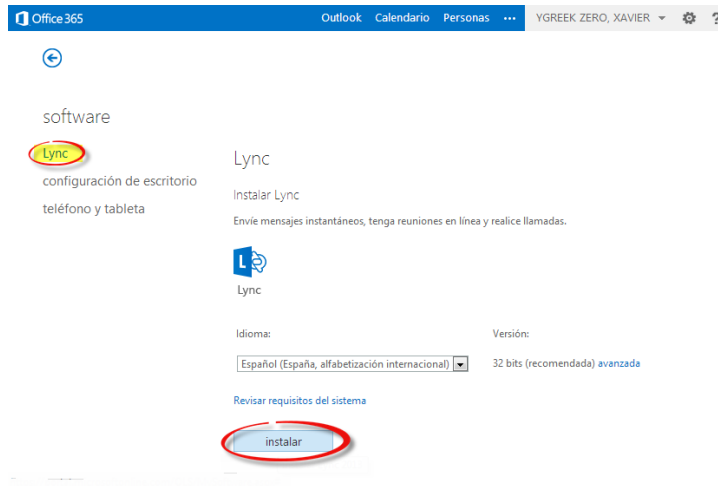 Office 365 Outlook Calendario Personas ••• YGREEK ZERO, XAVIER ?
software
Lync
configuración de escritorio
teléfono y tableta
Lync
Instalar Lync
Envíe mensajes instantáneos, tenga reuniones en línea y realice llamadas.
L
Lync
Idioma: Versión:
Español (España, alfabetización internacional) 32 bits (recomendada) avanzada
Revisar requisitos del sistema
instalar